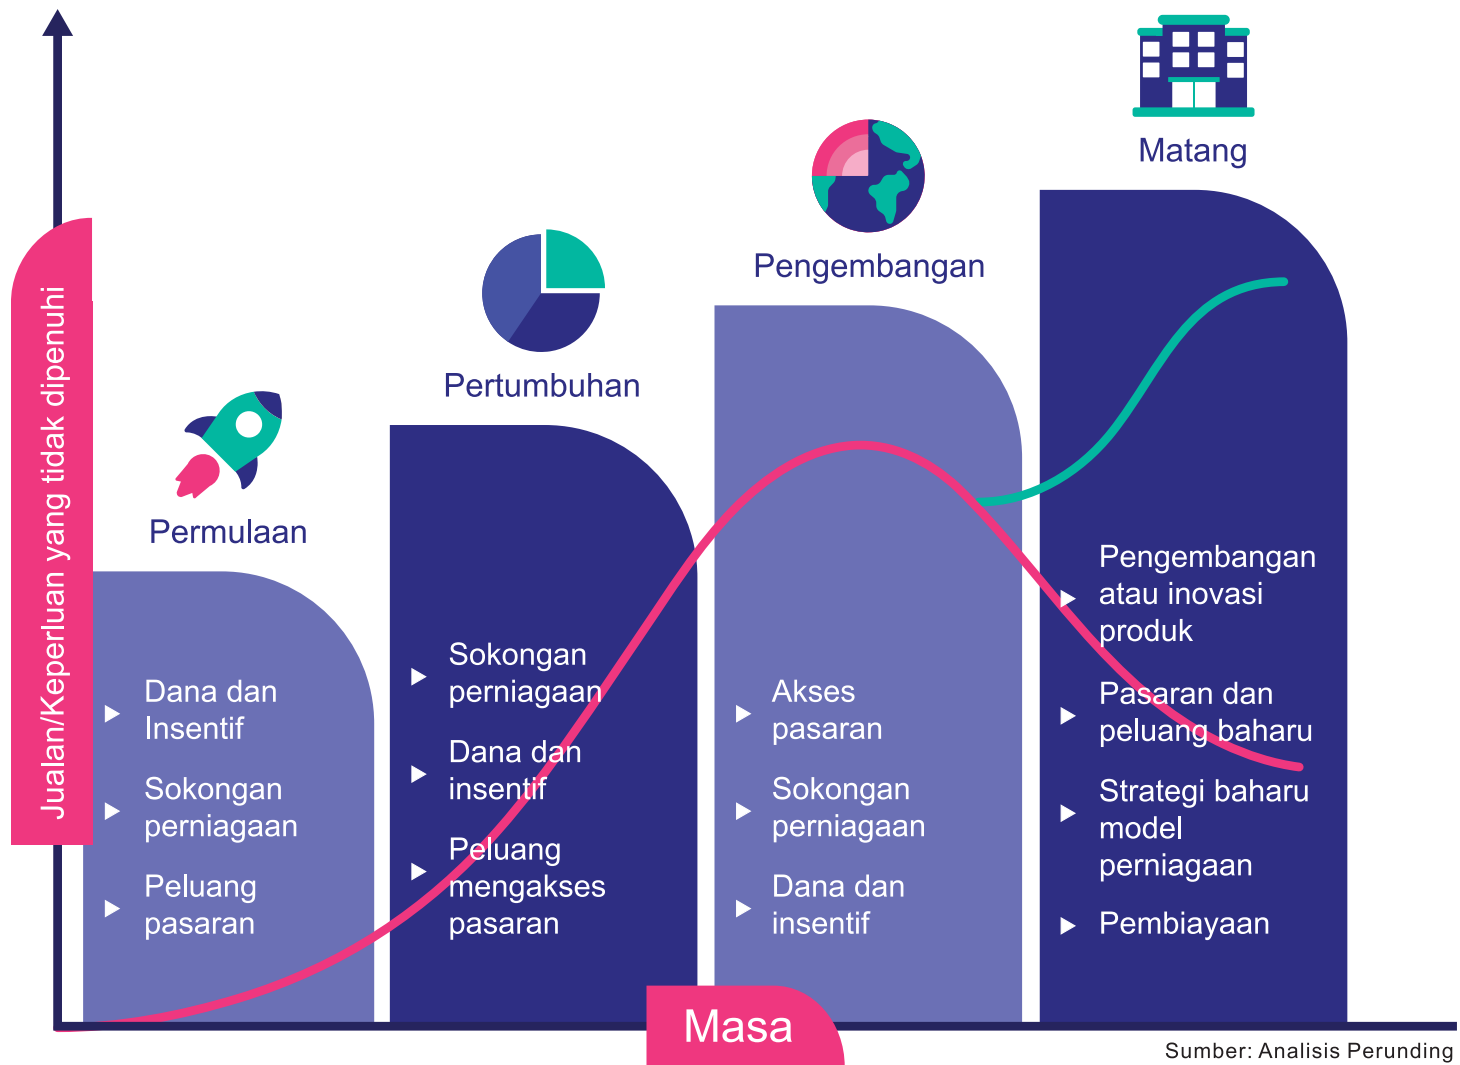 Jualan/Keperluan yang tidak dipenuhi
Permulaan
Dana dan
Insentif
Sokongan
perniagaan
Peluang
pasaran
Pertumbuhan
Sokongan
perniagaan
Dana dan
insentif
Peluang
mengakses
pasaran
Pengembangan
Akses
pasaran
Sokongan
perniagaan
Dana dan
insentif
Matang
Pengembangan
atau inovasi
produk
Pasaran dan
peluang baharu
Strategi baharu
model
perniagaan
Pembiayaan
Masa
Sumber: Analisis Perunding